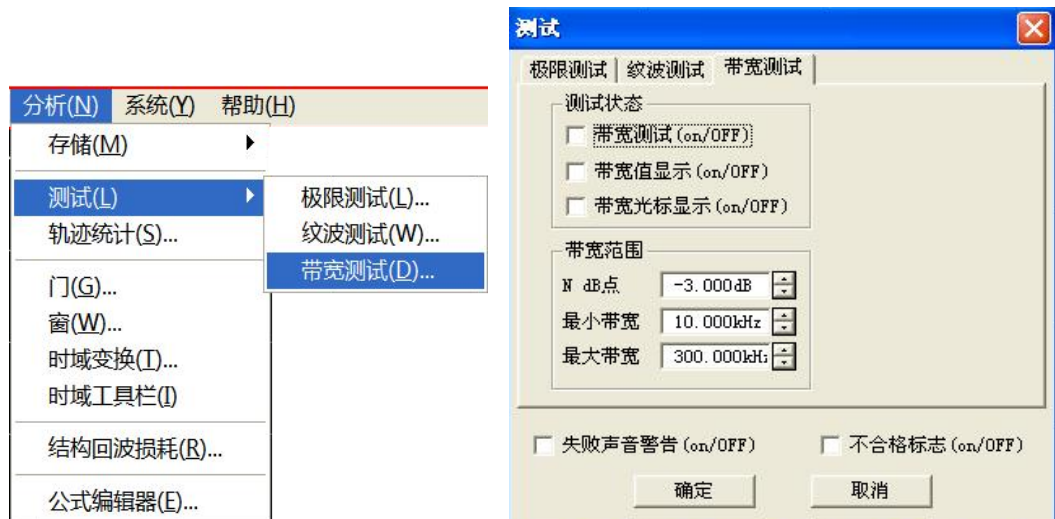 分析(N) 系统(Y) 帮助(H)
存储(M)
测试(L)
轨迹统计(S)...
门(G)...
窗(W)...
时域变换(T)...
时域工具栏(I)
结构回波损耗(R)...
公式编辑器(E)...
极限测试(L)...
纹波测试(W)...
带宽测试(D)...
测试
极限测试 纹波测试 带宽测试
测试状态
带宽测试(on/OFF)
带宽值显示(on/OFF)
带宽光标显示(on/OFF)
带宽范围
N dB点 -3.000dB
最小带宽 10.000kHz
最大带宽 300.000kHz
失败声音警告(on/OFF) 不合格标志(on/OFF)
确定 取消